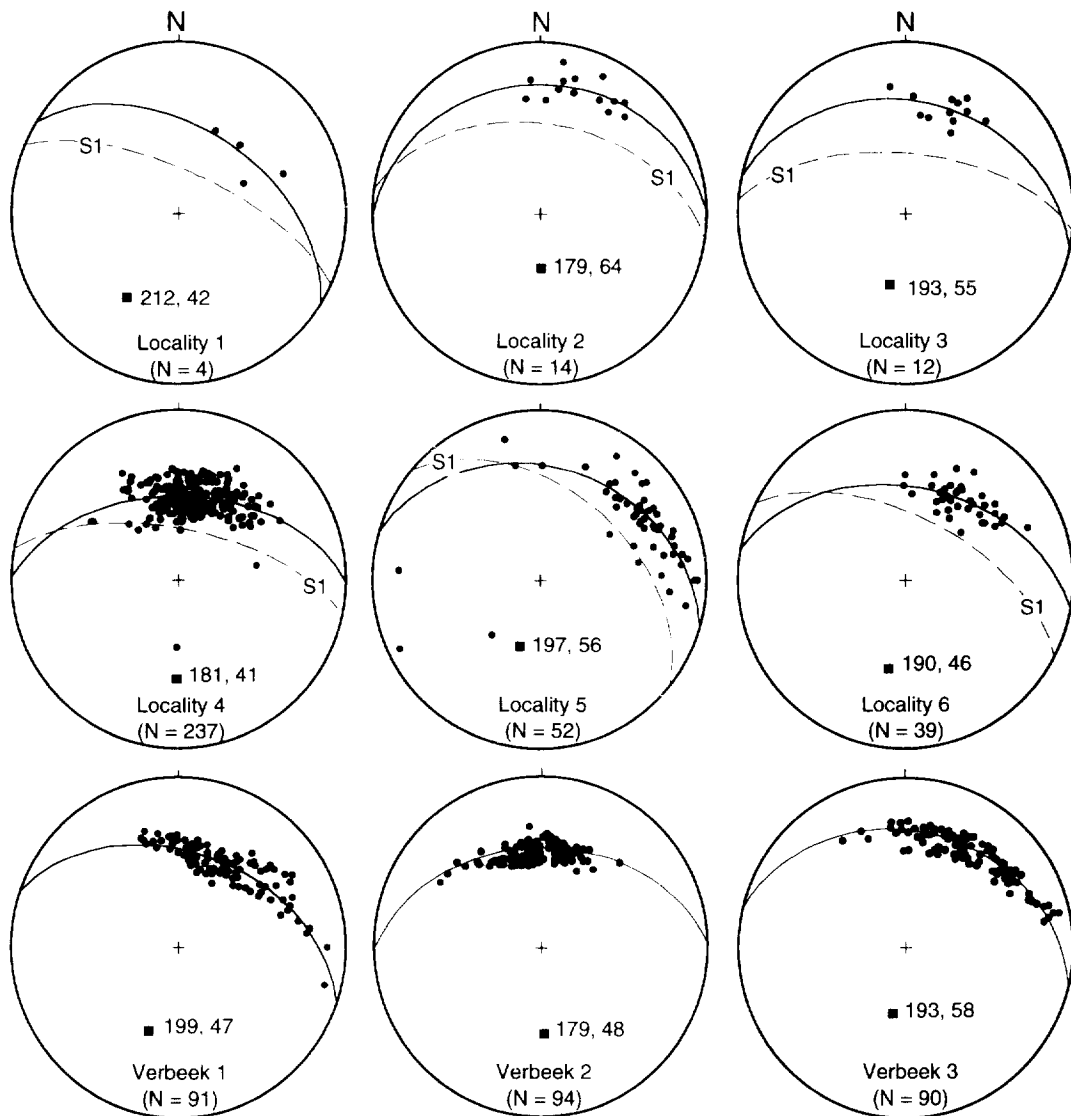 N
N
N
S1
S1
S1
212, 42
179, 64
193, 55
Locality 1
(N = 4)
Locality 2
(N = 14)
Locality 3
(N = 12)
S1
S1
S1
181, 41
197, 56
190, 46
Locality 4
(N = 237)
Locality 5
(N = 52)
Locality 6
(N = 39)
199, 47
179, 48
193, 58
Verbeek 1
(N = 91)
Verbeek 2
(N = 94)
Verbeek 3
(N = 90)